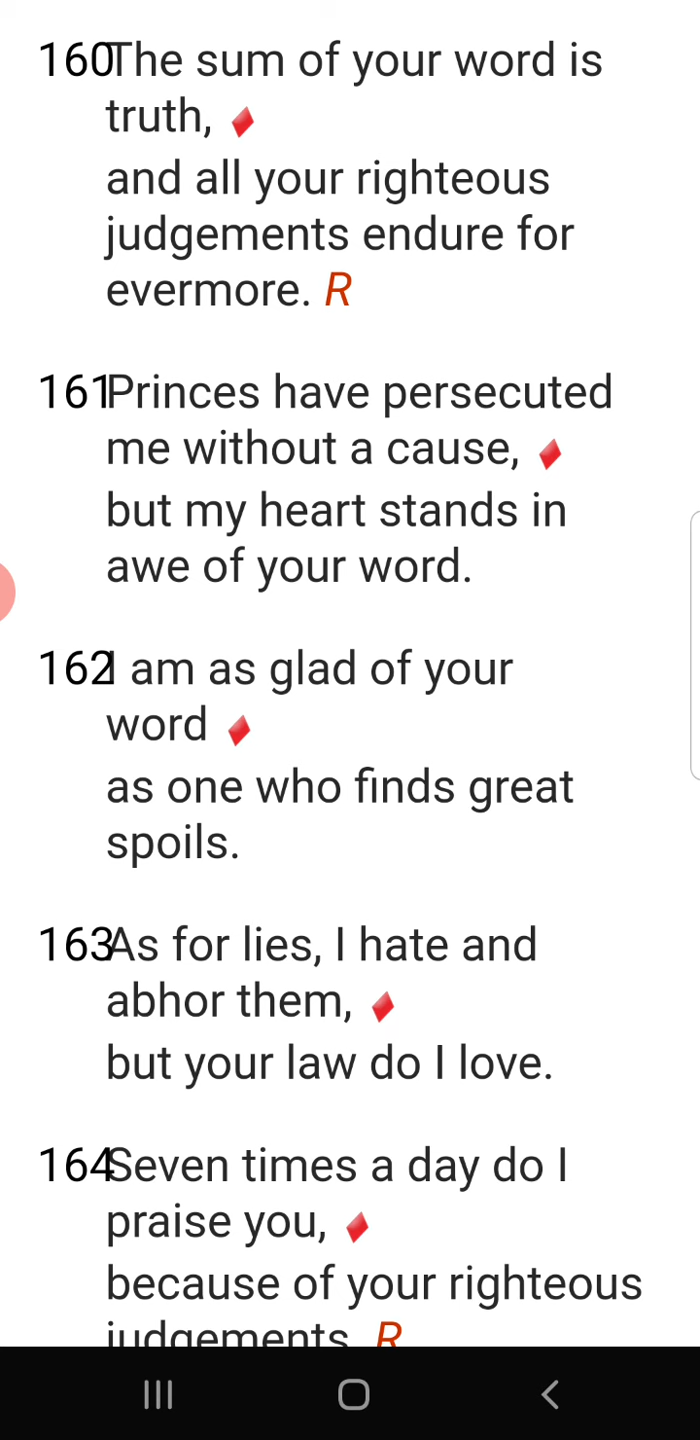 160The sum of your word is
truth, ♦
and all your righteous
judgements endure for
evermore. R
161Princes have persecuted
me without a cause, ♦
but my heart stands in
awe of your word.
162I am as glad of your
word ♦
as one who finds great
spoils.
163As for lies, I hate and
abhor them, ♦
but your law do I love.
164Seven times a day do I
praise you, ♦
because of your righteous
judgements. R